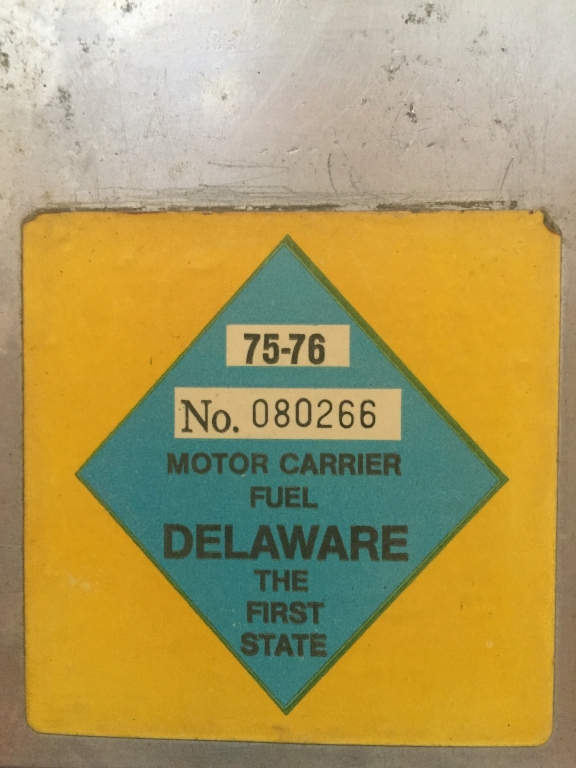 75-76
No. 080266
MOTOR CARRIER
FUEL
DELAWARE
THE
FIRST
STATE